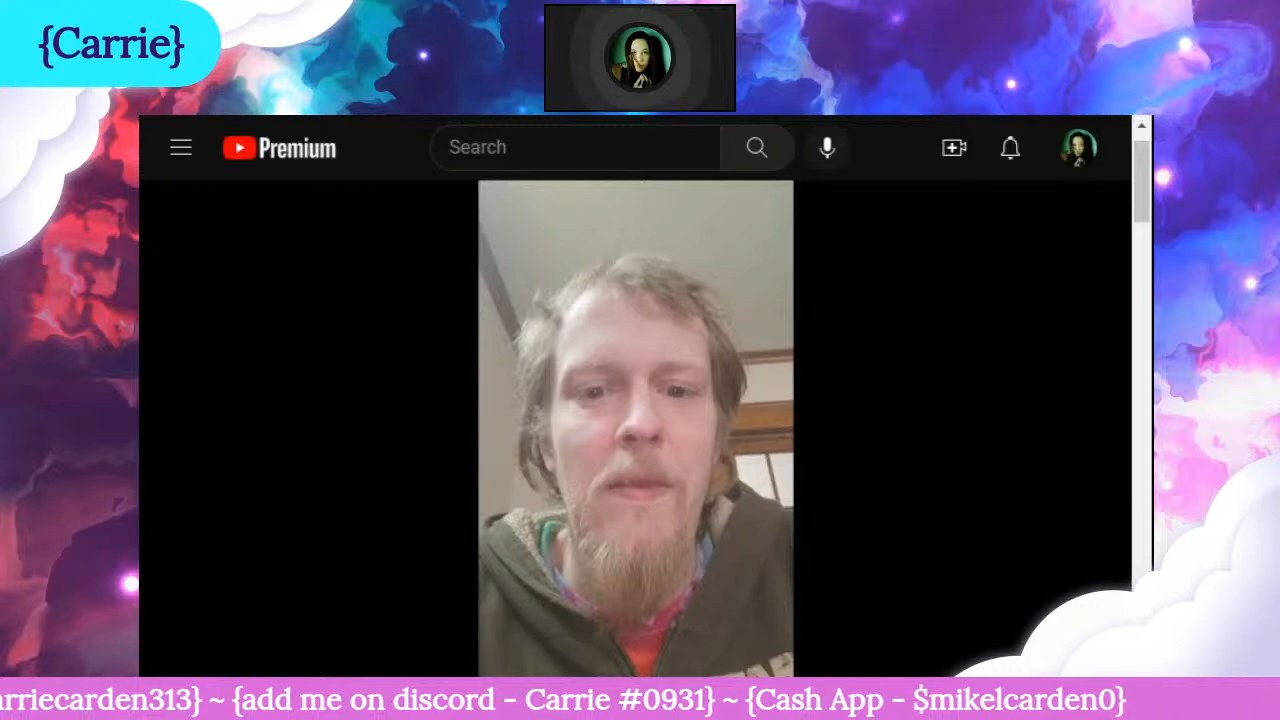 {Carrie}
Premium
Search
arriecarden313} ~ {add me on discord - Carrie #0931} ~ {Cash App - $mikelcarden0}